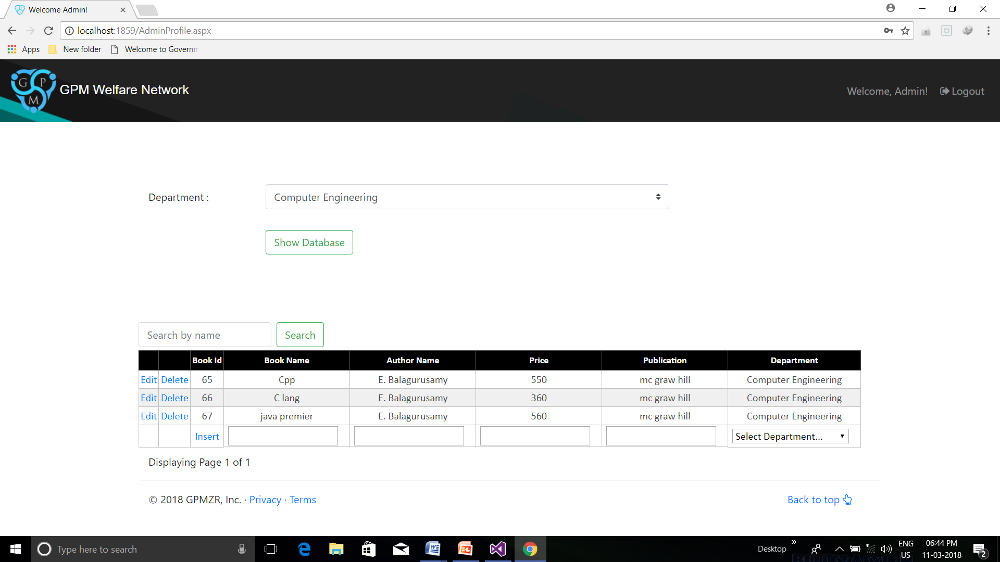 Welcome Admin!
localhost:1859/AdminProfile.aspx
Apps New folder Welcome to Governm
G P M GPM Welfare Network Welcome, Admin! Logout
Department : Computer Engineering
Show Database
Search by name Search
Book Id Book Name Author Name Price Publication Department
Edit Delete 65 Cpp E. Balagurusamy 550 mc graw hill Computer Engineering
Edit Delete 66 C lang E. Balagurusamy 360 mc graw hill Computer Engineering
Edit Delete 67 java premier E. Balagurusamy 560 mc graw hill Computer Engineering
Insert Select Department...
Displaying Page 1 of 1
© 2018 GPMZR, Inc. · Privacy · Terms Back to top
Type here to search Desktop » ENG 06:44 PM
US 11-03-2018 2